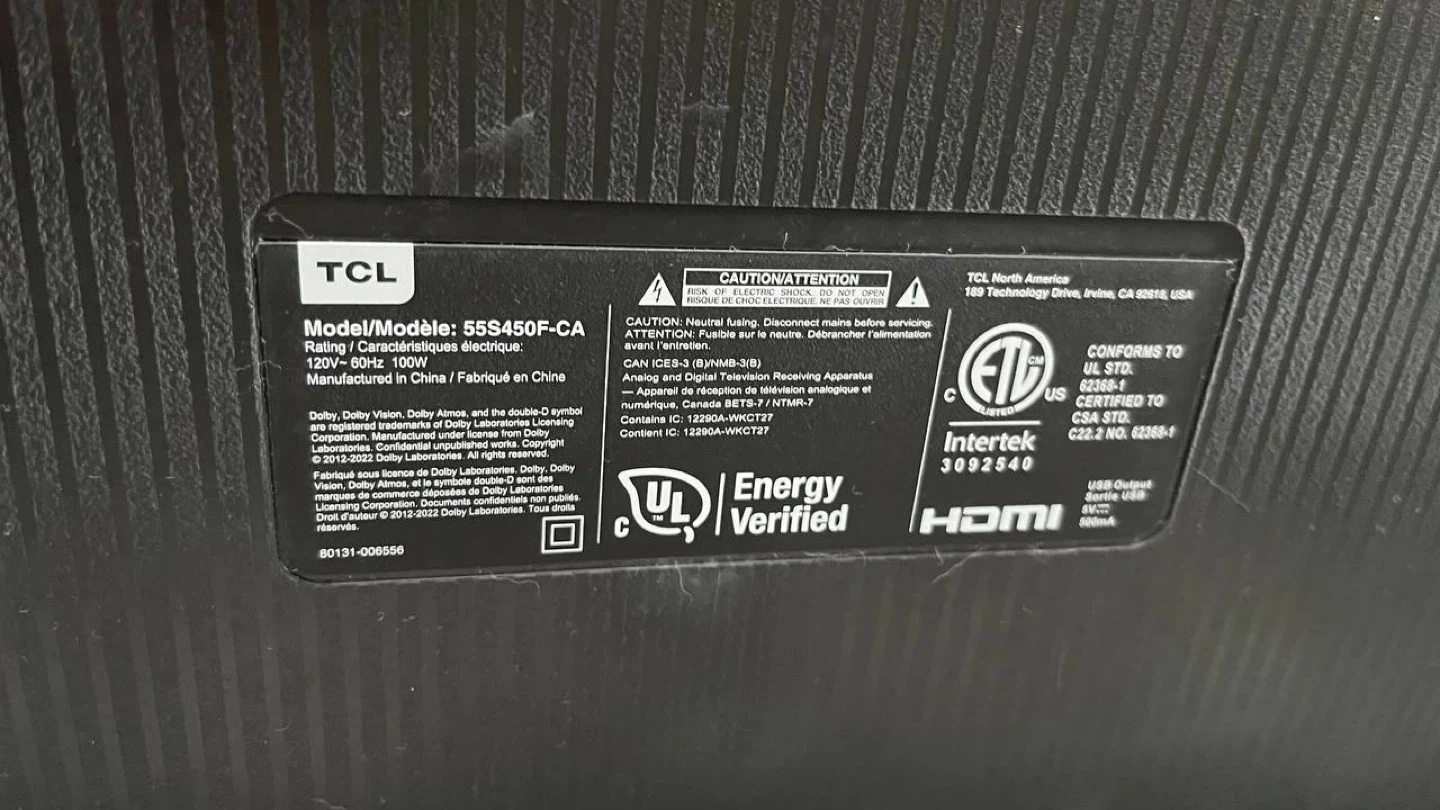 TCL
Model/Modèle: 55S450F-CA
Rating / Caractéristiques électrique:
120V~ 60Hz 100W
Manufactured in China / Fabriqué en Chine
Dolby, Dolby Vision, Dolby Atmos, and the double-D symbol
are registered trademarks of Dolby Laboratories Licensing
Corporation. Manufactured under license from Dolby
Laboratories. Confidential unpublished works. Copyright
© 2012-2022 Dolby Laboratories. All rights reserved.
Fabriqué sous licence de Dolby Laboratories. Dolby, Dolby
Vision, Dolby Atmos, et le symbole double-D sont des
marques de commerce déposées de Dolby Laboratories
Licensing Corporation. Documents confidentiels non publiés.
Droit d'auteur © 2012-2022 Dolby Laboratories. Tous droits
réservés.
80131-006556
CAUTION/ATTENTION
RISK OF ELECTRIC SHOCK. DO NOT OPEN
RISQUE DE CHOC ELECTRIQUE. NE PAS OUVRIR
CAUTION: Neutral fusing. Disconnect mains before servicing.
ATTENTION: Fusible sur le neutre. Débrancher l'alimentation
avant l'entretien.
CAN ICES-3 (B)/NMB-3(B)
Analog and Digital Television Receiving Apparatus
— Appareil de réception de télévision analogique et
numérique, Canada BETS-7 / NTMR-7
Contains IC: 12290A-WKCT27
Contient IC: 12290A-WKCT27
C UL TM
Energy
Verified
TCL North America
189 Technology Drive, Irvine, CA 92618, USA
C ETL CM US
LISTED
Intertek
3092540
CONFORMS TO
UL STD.
62368-1
CERTIFIED TO
CSA STD.
C22.2 NO. 62368-1
HDMI
USB Output
Sortie USB
5V
500mA